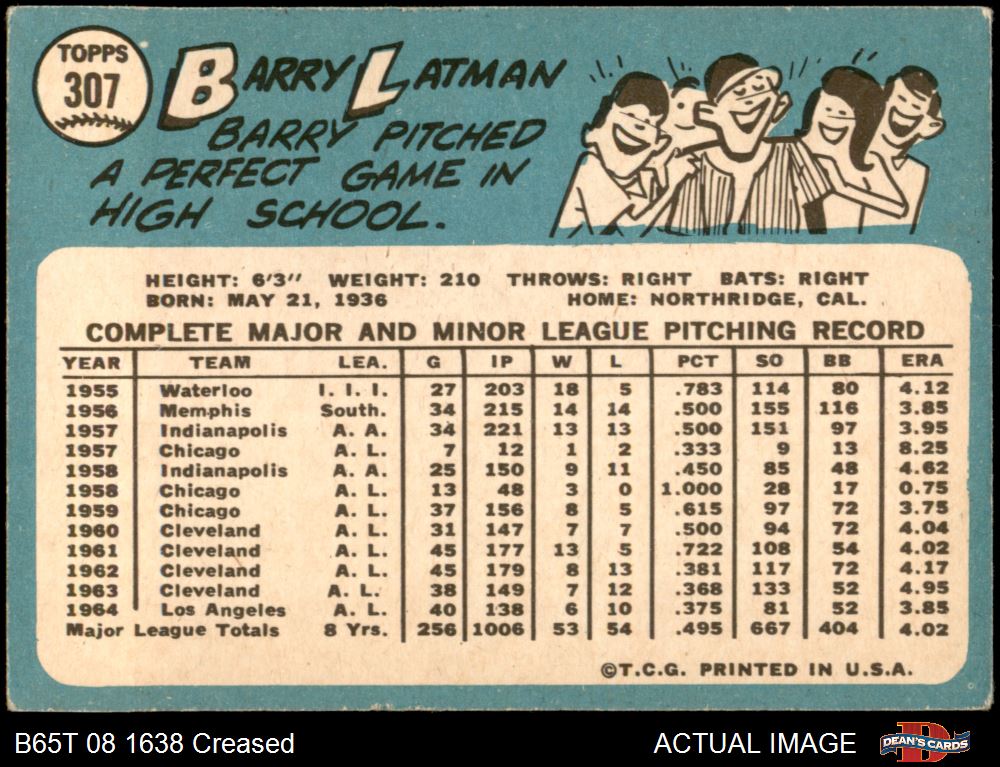 TOPPS
307
BARRY LATMAN
BARRY PITCHED
A PERFECT GAME IN
HIGH SCHOOL.
HEIGHT: 6'3" WEIGHT: 210 THROWS: RIGHT BATS: RIGHT
BORN: MAY 21, 1936 HOME: NORTHRIDGE, CAL.
COMPLETE MAJOR AND MINOR LEAGUE PITCHING RECORD
YEAR TEAM LEA. G IP W L PCT SO BB ERA
1955 Waterloo I. I. I. 27 203 18 5 .783 114 80 4.12
1956 Memphis South. 34 215 14 14 .500 155 116 3.85
1957 Indianapolis A. A. 34 221 13 13 .500 151 97 3.95
1957 Chicago A. L. 7 12 1 2 .333 9 13 8.25
1958 Indianapolis A. A. 25 150 9 11 .450 85 48 4.62
1958 Chicago A. L. 13 48 3 0 1.000 28 17 0.75
1959 Chicago A. L. 37 156 8 5 .615 97 72 3.75
1960 Cleveland A. L. 31 147 7 7 .500 94 72 4.04
1961 Cleveland A. L. 45 177 13 5 .722 108 54 4.02
1962 Cleveland A. L. 45 179 8 13 .381 117 72 4.17
1963 Cleveland A. L. 38 149 7 12 .368 133 52 4.95
1964 Los Angeles A. L. 40 138 6 10 .375 81 52 3.85
Major League Totals 8 Yrs. 256 1006 53 54 .495 667 404 4.02
©T.C.G. PRINTED IN U.S.A.
B65T 08 1638 Creased ACTUAL IMAGE DEAN'S CARDS